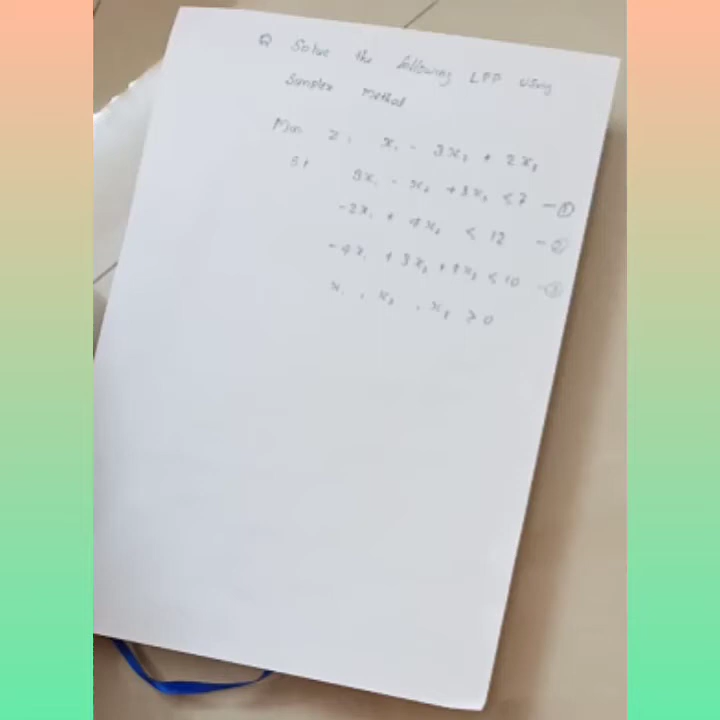 Q Solve the following LPP using
Simplex Method
Min Z = x₁ - 3x₂ + 2x₃
St 3x₁ - x₂ + 3x₃ ≤ 7 - ①
-2x₁ + 4x₂ ≤ 12 - ②
-4x₁ + 3x₂ + 8x₃ ≤ 10 - ③
x₁, x₂, x₃ ≥ 0